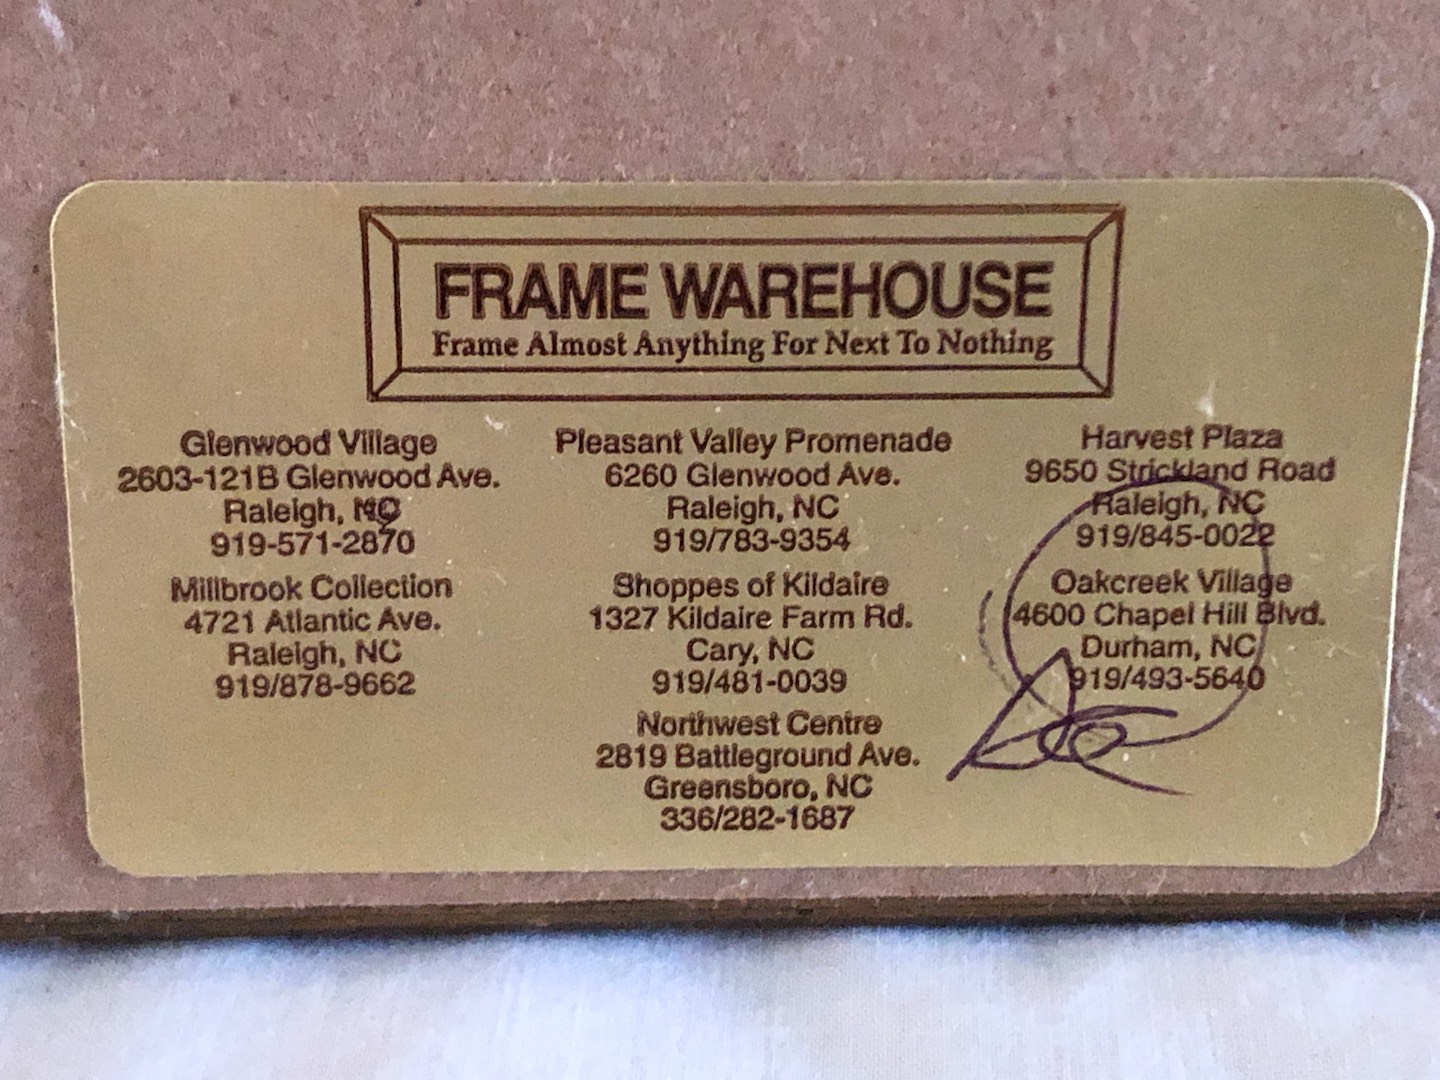 FRAME WAREHOUSE
Frame Almost Anything For Next To Nothing
Glenwood Village
2603-121B Glenwood Ave.
Raleigh, NC
919-571-2870
Millbrook Collection
4721 Atlantic Ave.
Raleigh, NC
919/878-9662
Pleasant Valley Promenade
6260 Glenwood Ave.
Raleigh, NC
919/783-9354
Shoppes of Kildaire
1327 Kildaire Farm Rd.
Cary, NC
919/481-0039
Northwest Centre
2819 Battleground Ave.
Greensboro, NC
336/282-1687
Harvest Plaza
9650 Strickland Road
Raleigh, NC
919/845-0022
Oakcreek Village
4600 Chapel Hill Blvd.
Durham, NC
919/493-5640